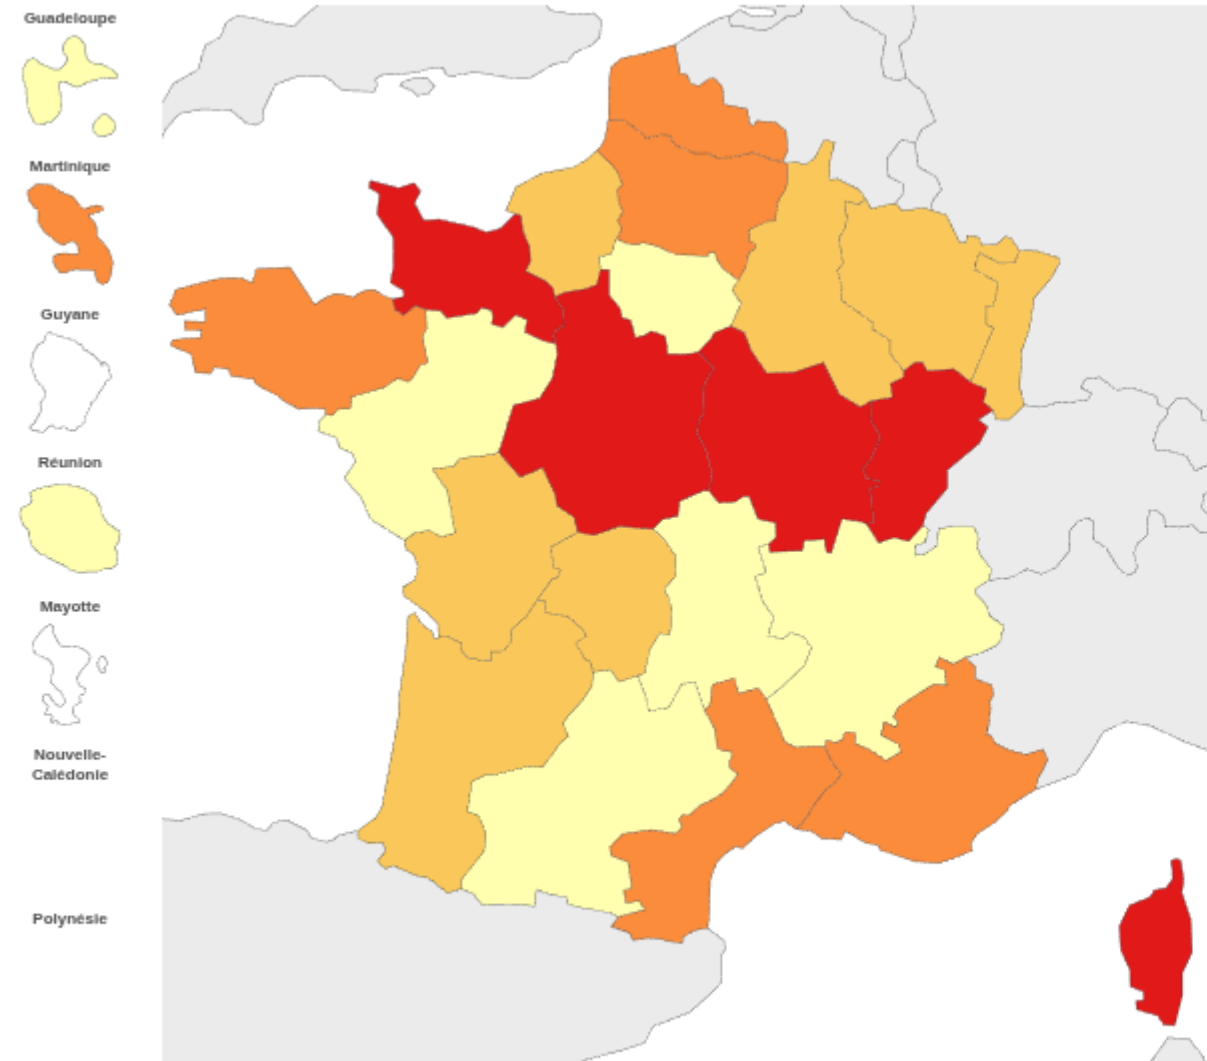 Guadeloupe
Martinique
Guyane
Réunion
Mayotte
Nouvelle-
Calédonie
Polynésie